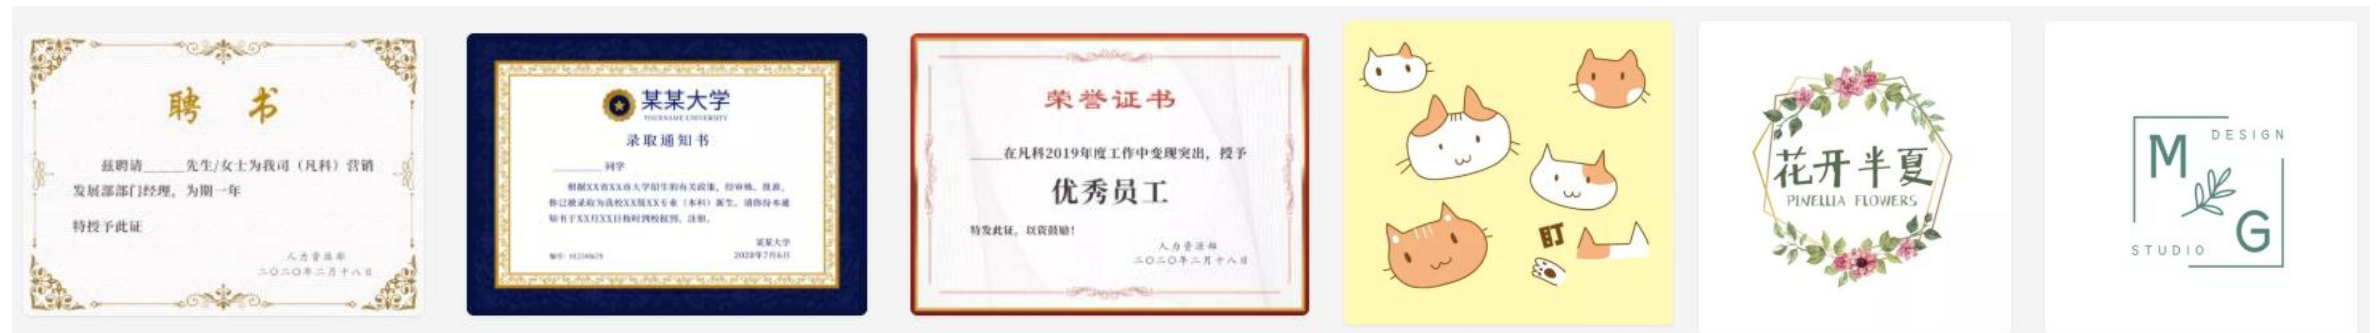 聘 书
兹聘请_____先生/女士为我司（凡科）营销
发展部部门经理，为期一年
特授予此证
人力资源部
二〇二〇年二月十八日
某某大学
YOURNAME UNIVERSITY
录取通知书
________同学
根据XX省XX市大学招生的有关政策，经审核、批准，
你已被录取为我校XX级XX专业（本科）新生。请你持本通
知书于XX月XX日按时到校报到、注册。
某某大学
编号：012345678
2020年7月6日
荣誉证书
____在凡科2019年度工作中变现突出，授予
优秀员工
特发此证，以资鼓励！
人力资源部
二〇二〇年二月十八日
盯
花开半夏
PINELLIA FLOWERS
DESIGN
M
G
STUDIO